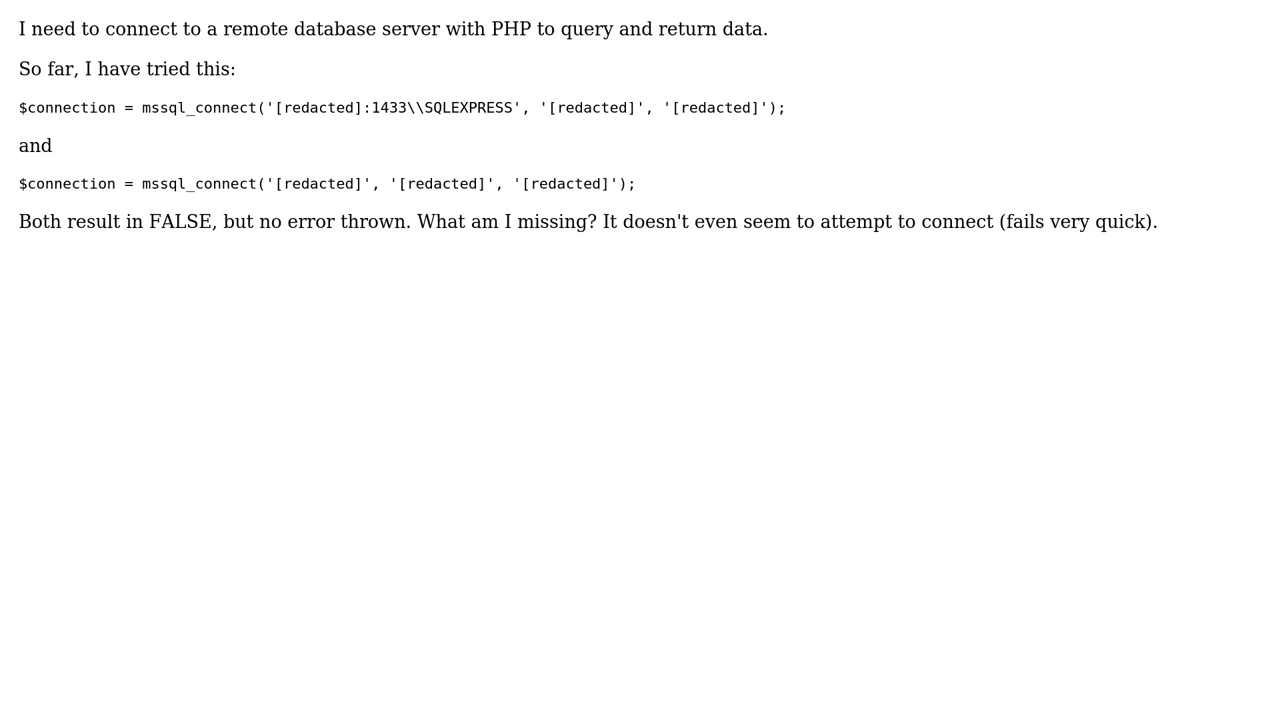 I need to connect to a remote database server with PHP to query and return data.
So far, I have tried this:
$connection = mssql_connect('[redacted]:1433\\SQLEXPRESS', '[redacted]', '[redacted]');
and
$connection = mssql_connect('[redacted]', '[redacted]', '[redacted]');
Both result in FALSE, but no error thrown. What am I missing? It doesn't even seem to attempt to connect (fails very quick).